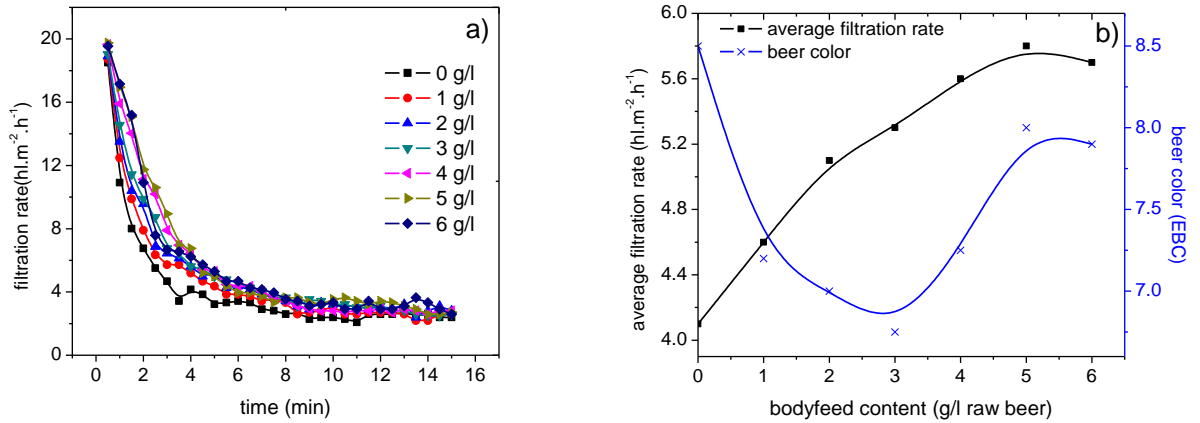 a)
20
16
12
8
4
0
filtration rate(hl.m⁻².h⁻¹)
0 g/l
1 g/l
2 g/l
3 g/l
4 g/l
5 g/l
6 g/l
0 2 4 6 8 10 12 14 16
time (min)
b)
average filtration rate
beer color
6.0
5.6
5.2
4.8
4.4
4.0
average filtration rate (hl.m⁻².h⁻¹)
8.5
8.0
7.5
7.0
beer color (EBC)
0 1 2 3 4 5 6
bodyfeed content (g/l raw beer)